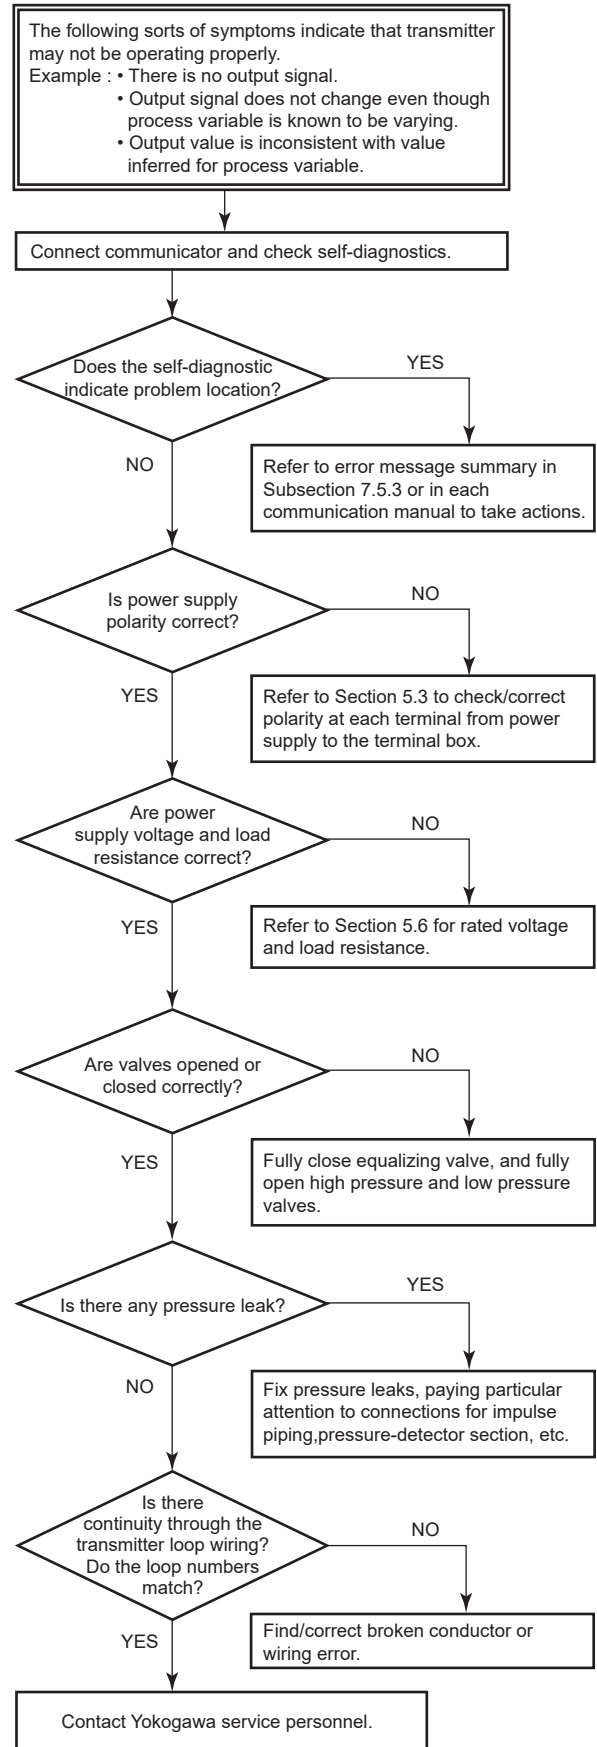 The following sorts of symptoms indicate that transmitter
may not be operating properly.
Example : • There is no output signal.
• Output signal does not change even though
process variable is known to be varying.
• Output value is inconsistent with value
inferred for process variable.
Connect communicator and check self-diagnostics.
Does the self-diagnostic
indicate problem location?
YES
NO
Refer to error message summary in
Subsection 7.5.3 or in each
communication manual to take actions.
Is power supply
polarity correct?
NO
YES
Refer to Section 5.3 to check/correct
polarity at each terminal from power
supply to the terminal box.
Are power
supply voltage and load
resistance correct?
NO
YES
Refer to Section 5.6 for rated voltage
and load resistance.
Are valves opened or
closed correctly?
NO
YES
Fully close equalizing valve, and fully
open high pressure and low pressure
valves.
Is there any pressure leak?
YES
NO
Fix pressure leaks, paying particular
attention to connections for impulse
piping,pressure-detector section, etc.
Is there
continuity through the
transmitter loop wiring?
Do the loop numbers
match?
NO
YES
Find/correct broken conductor or
wiring error.
Contact Yokogawa service personnel.